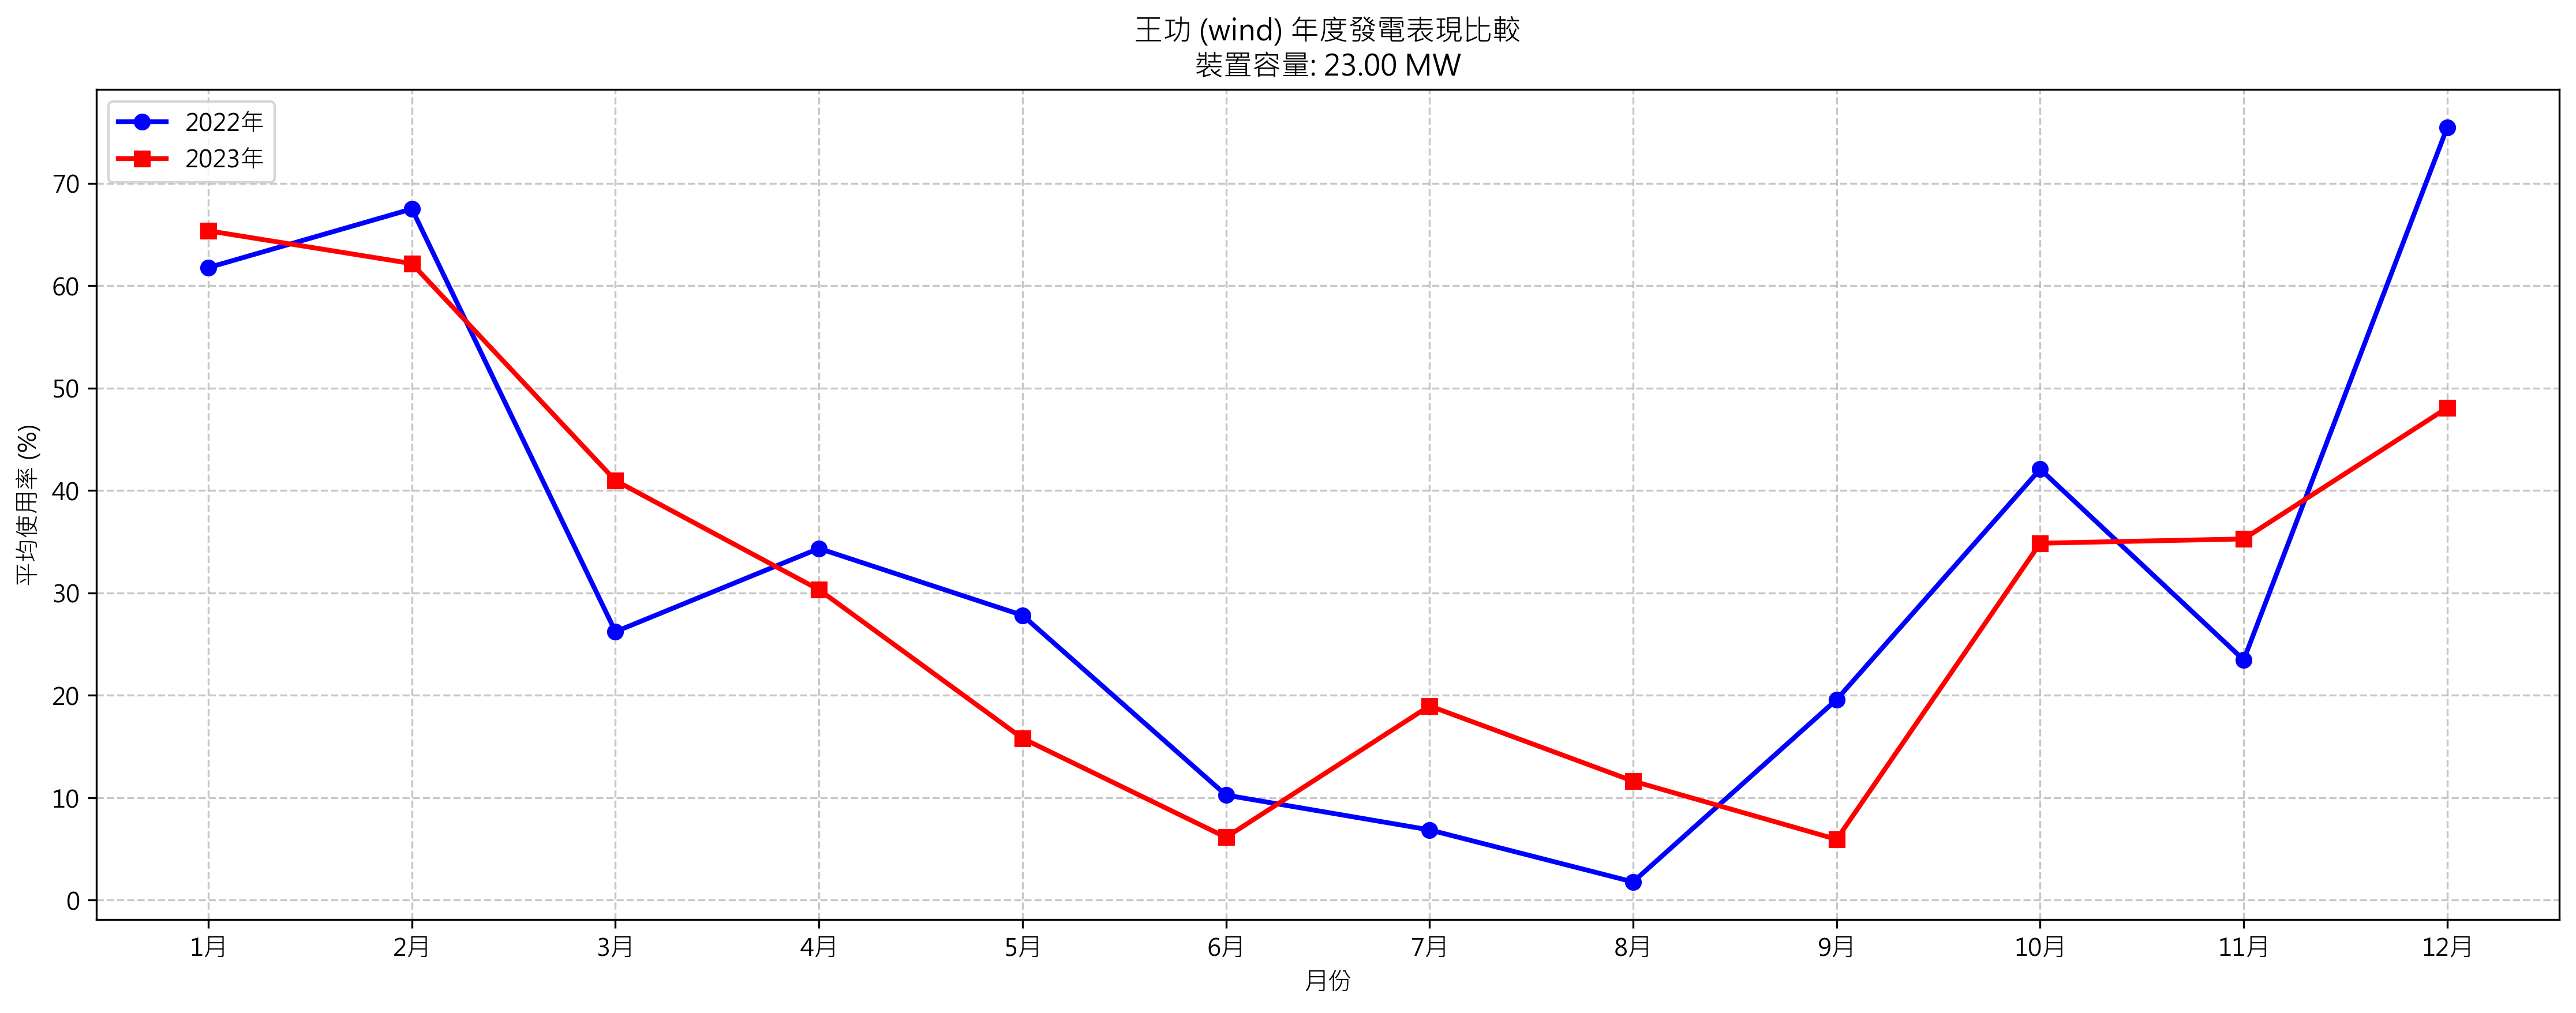 王功 (wind) 年度發電表現比較
裝置容量: 23.00 MW
2022年
2023年
平均使用率 (%)
70
60
50
40
30
20
10
0
1月 2月 3月 4月 5月 6月 7月 8月 9月 10月 11月 12月
月份